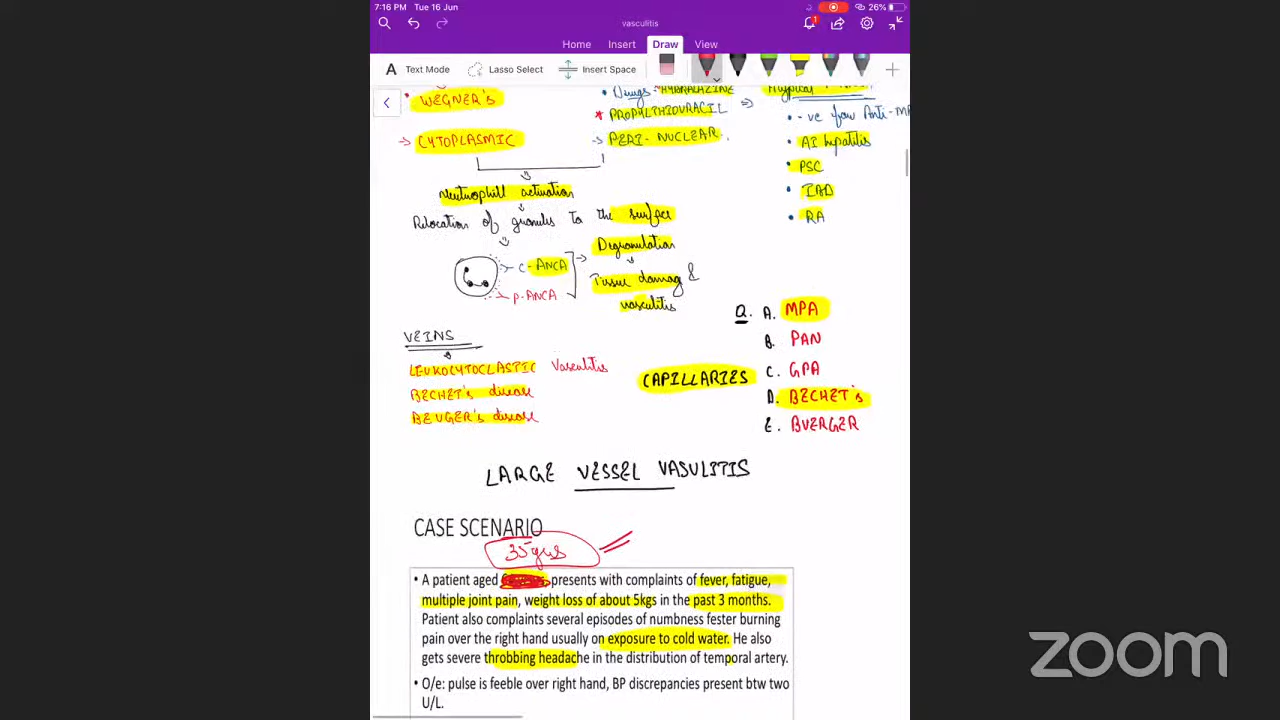 7:16 PM Tue 16 Jun
26%
vasculitis
Home Insert Draw View
Text Mode Lasso Select Insert Space
• WEGNER's
→ CYTOPLASMIC
• Drugs - HYDRALAZINE
* PROPYLTHIOURACIL
→ PERI-NUCLEAR
⇒ Atypical
• -ve for Anti-MP
• AI hepatitis
• PSC
• IAD
• RA
Neutrophill activation
Relocation of granules to the surface
C-ANCA
P-ANCA
Degranulation
Tissue damag &
vasculitis
VEINS
LEUKOCYTOCLASTIC Vasculitis
BECHET's disease
BEUGER's disease
CAPILLARIES
Q. A. MPA
B. PAN
C. GPA
D. BECHET's
E. BUERGER
LARGE VESSEL VASULITIS
CASE SCENARIO
35yrs
• A patient aged presents with complaints of fever, fatigue,
multiple joint pain, weight loss of about 5kgs in the past 3 months.
Patient also complaints several episodes of numbness fester burning
pain over the right hand usually on exposure to cold water. He also
gets severe throbbing headache in the distribution of temporal artery.
• O/e: pulse is feeble over right hand, BP discrepancies present btw two
U/L.
zoom